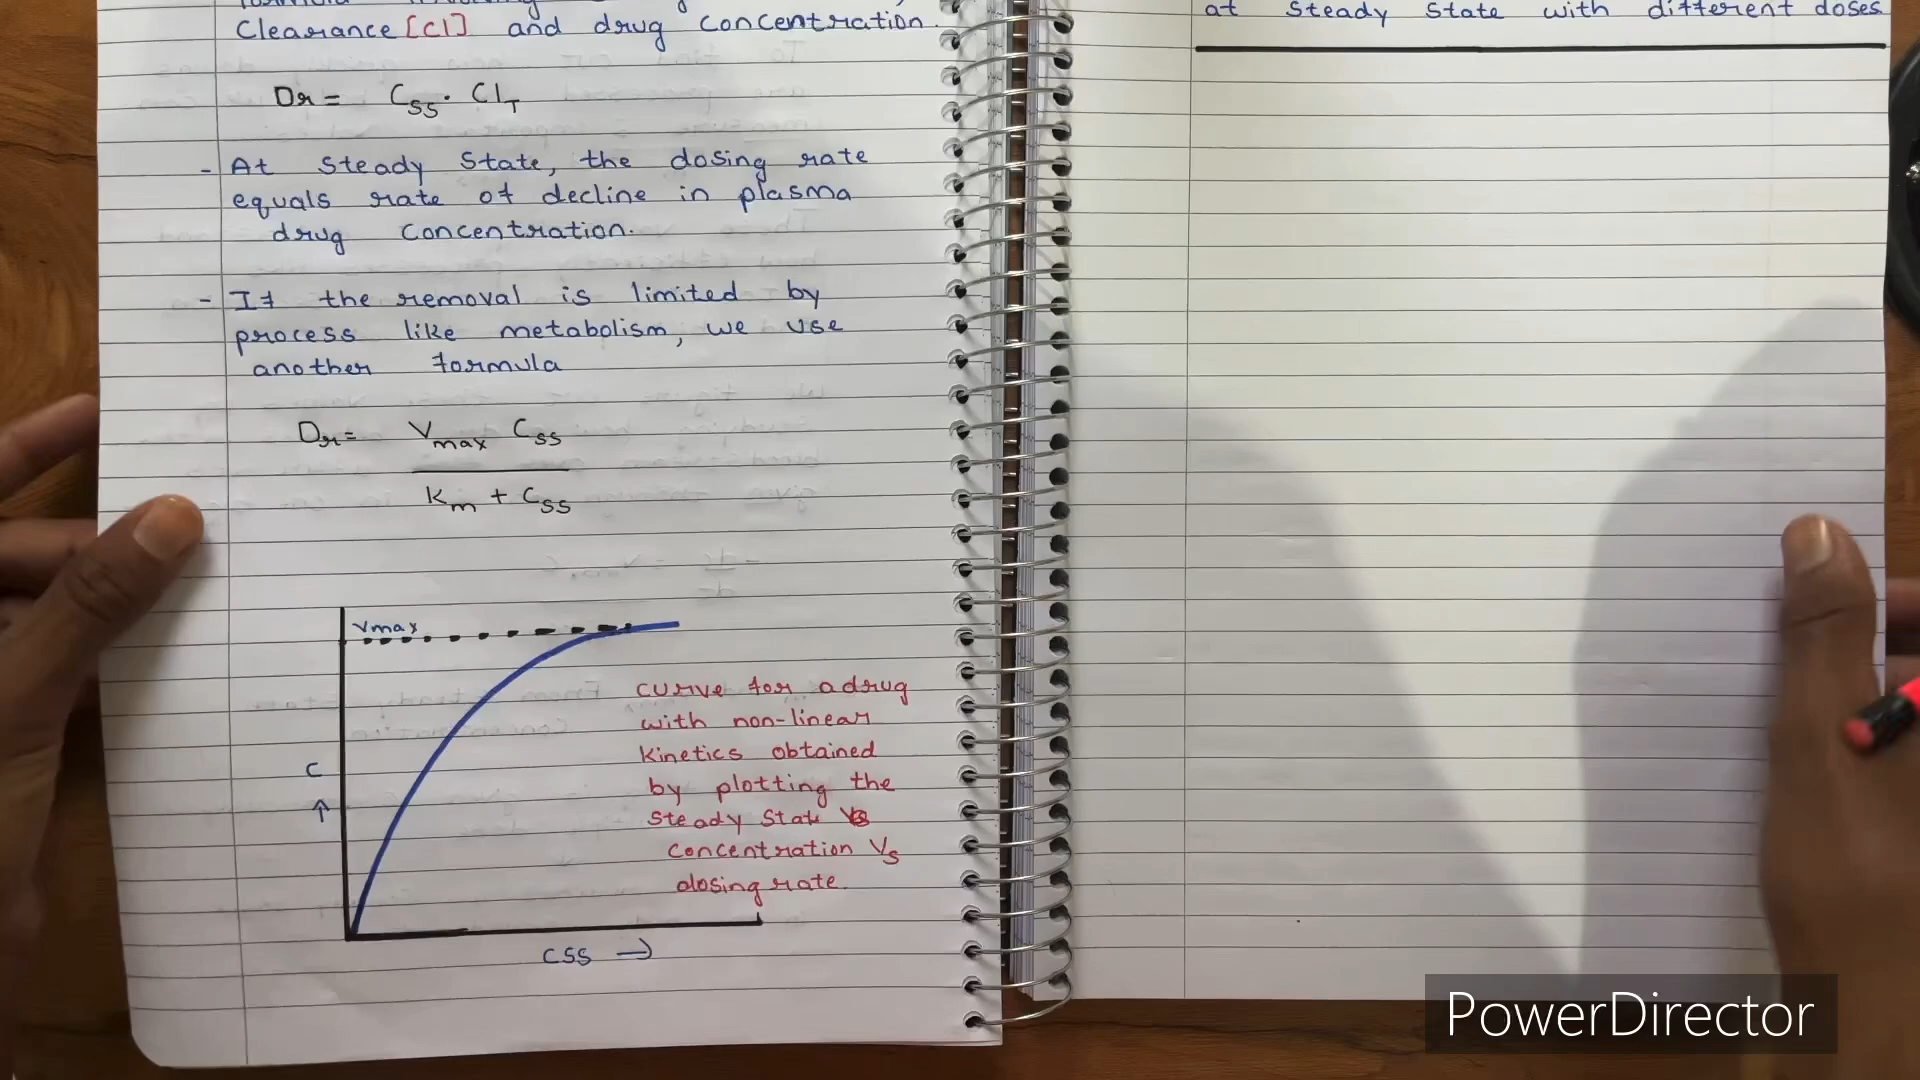 Clearance [Cl] and drug concentration.
Dr = Css . ClT
- At steady state, the dosing rate
equals rate of decline in plasma
drug concentration.
- If the removal is limited by
process like metabolism, we use
another formula
Dr = Vmax Css
Km + Css
Vmax
C
↑
curve for a drug
with non-linear
kinetics obtained
by plotting the
steady state
concentration Vs
dosing rate.
CSS →
at steady state with different doses
PowerDirector